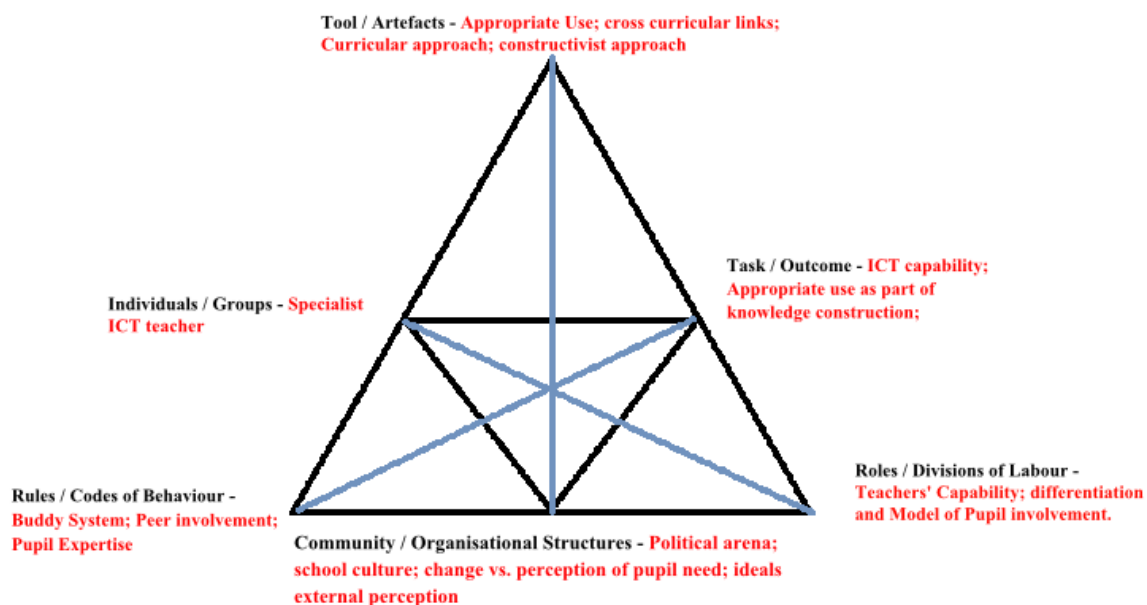 Tool / Artefacts - Appropriate Use; cross curricular links;
Curricular approach; constructivist approach
Task / Outcome - ICT capability;
Appropriate use as part of
knowledge construction;
Individuals / Groups - Specialist
ICT teacher
Roles / Divisions of Labour -
Teachers' Capability; differentiation
and Model of Pupil involvement.
Rules / Codes of Behaviour -
Buddy System; Peer involvement;
Pupil Expertise
Community / Organisational Structures - Political arena;
school culture; change vs. perception of pupil need; ideals
external perception